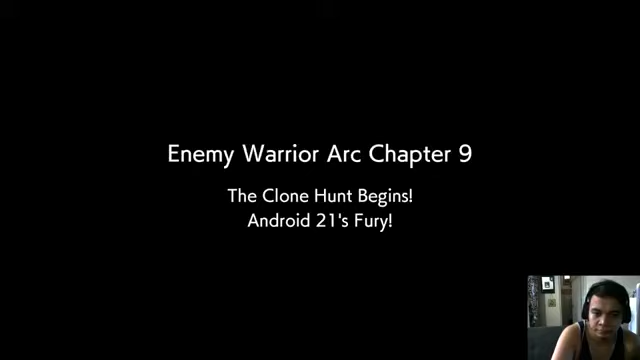 Enemy Warrior Arc Chapter 9
The Clone Hunt Begins!
Android 21's Fury!